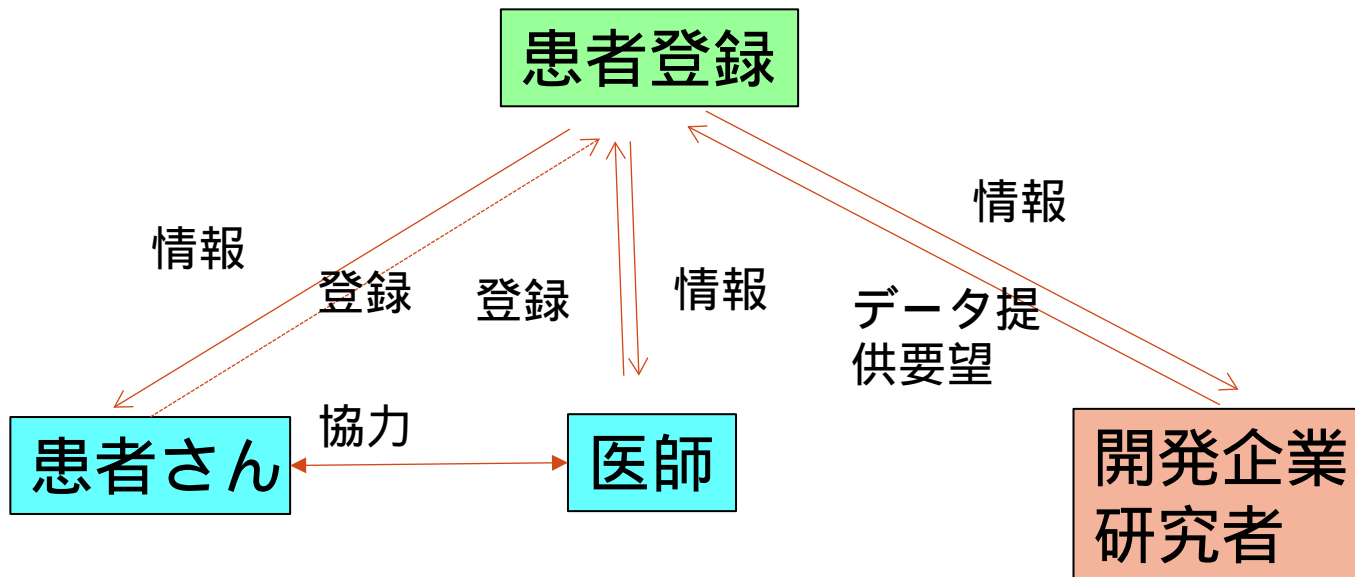 患者登録
情報
情報
登録
登録
情報
データ提
供要望
協力
患者さん
医師
開発企業
研究者